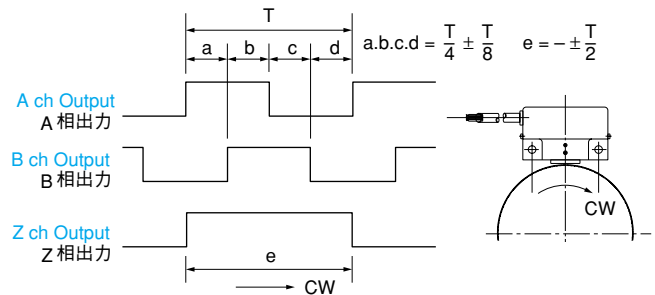 T
a b c d
a.b.c.d = T/4 ± T/8 e = – ± T/2
A ch Output
A 相出力
B ch Output
B 相出力
Z ch Output
Z 相出力
e
CW
CW